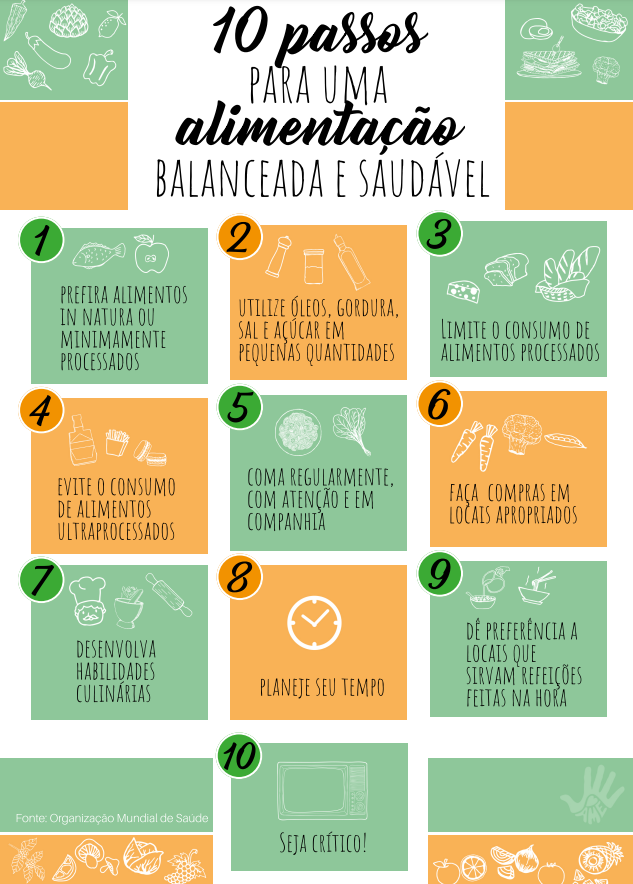 10 passos
PARA UMA
alimentação
BALANCEADA E SAUDÁVEL
1
PREFIRA ALIMENTOS
IN NATURA OU
MINIMAMENTE
PROCESSADOS
2
UTILIZE ÓLEOS, GORDURA,
SAL E AÇÚCAR EM
PEQUENAS QUANTIDADES
3
LIMITE O CONSUMO DE
ALIMENTOS PROCESSADOS
4
EVITE O CONSUMO
DE ALIMENTOS
ULTRAPROCESSADOS
5
COMA REGULARMENTE,
COM ATENÇÃO E EM
COMPANHIA
6
FAÇA COMPRAS EM
LOCAIS APROPRIADOS
7
DESENVOLVA
HABILIDADES
CULINÁRIAS
8
PLANEJE SEU TEMPO
9
DÊ PREFERÊNCIA A
LOCAIS QUE
SIRVAM REFEIÇÕES
FEITAS NA HORA
10
SEJA CRÍTICO!
Fonte: Organização Mundial de Saúde